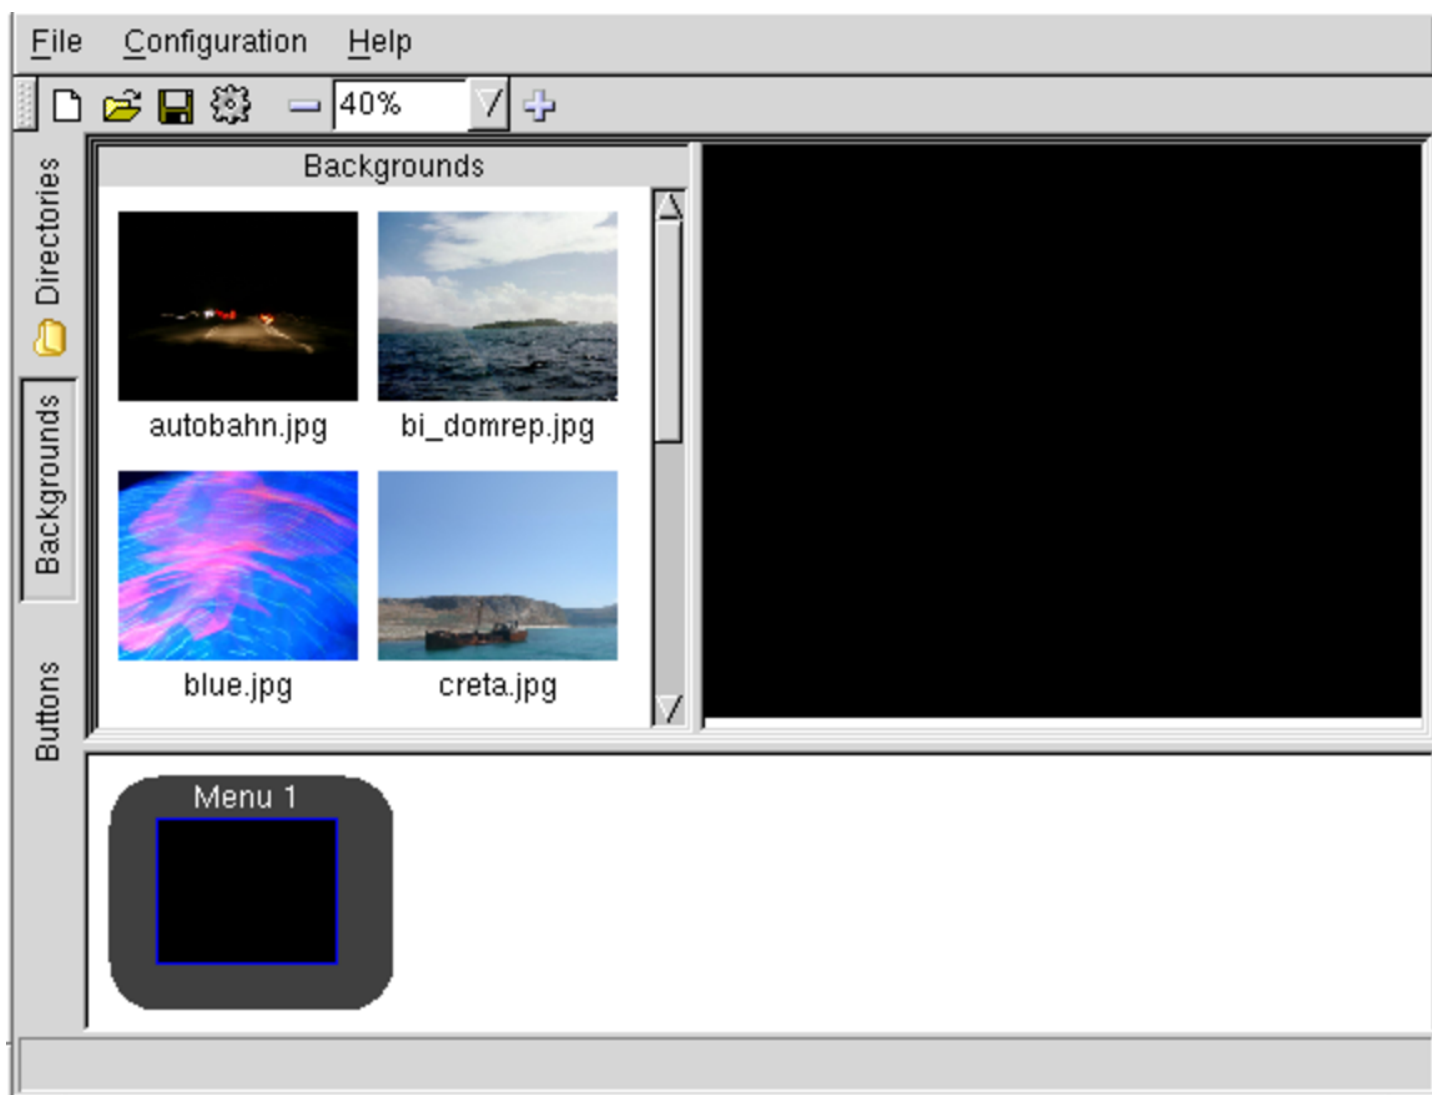 File Configuration Help
40%
Directories
Backgrounds
Buttons
Backgrounds
autobahn.jpg bi_domrep.jpg
blue.jpg creta.jpg
Menu 1